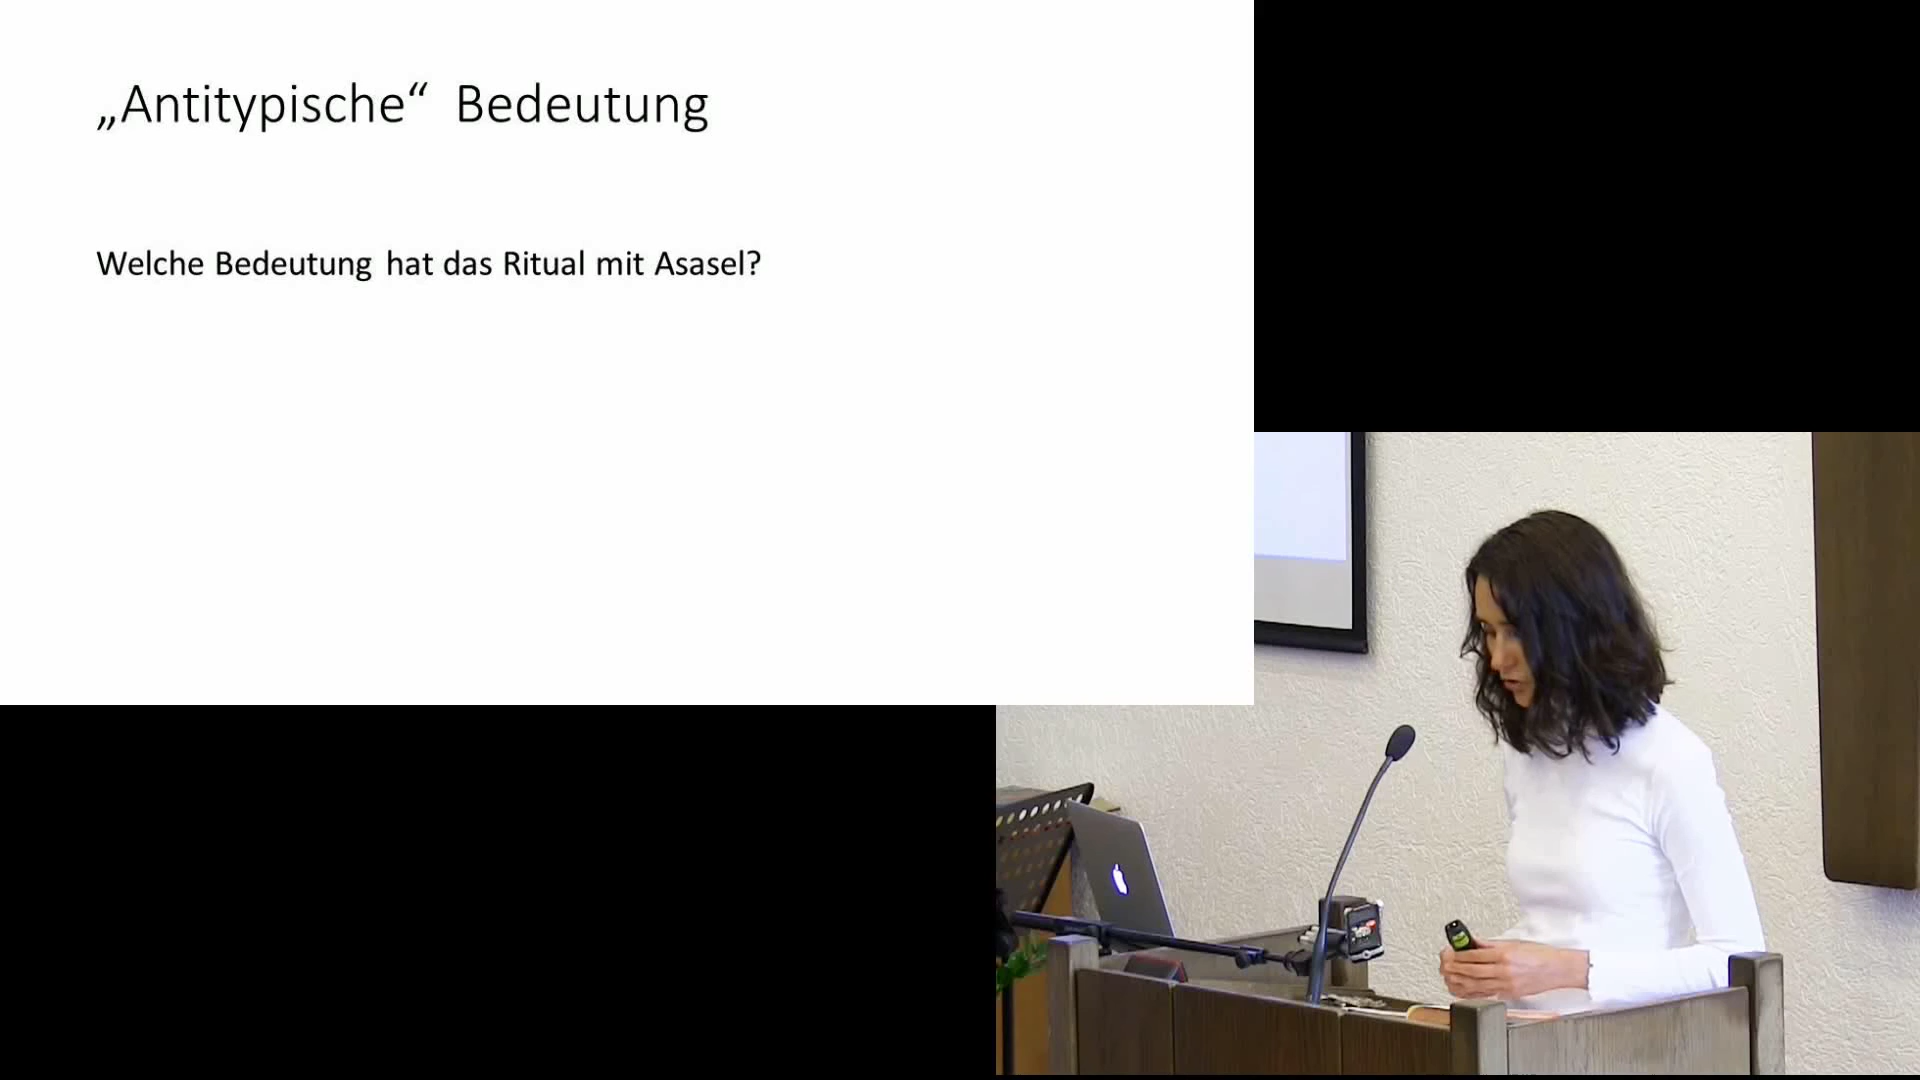 „Antitypische“ Bedeutung
Welche Bedeutung hat das Ritual mit Asasel?